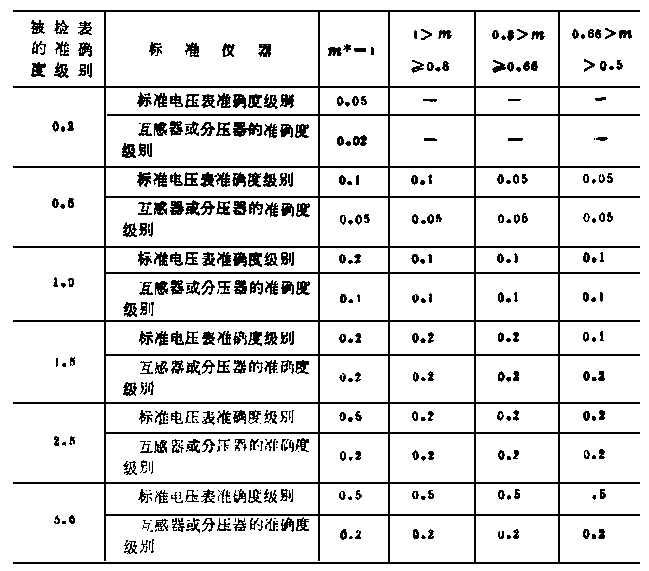 被检表的准确度级别 标准仪器 m*=1 1>m≥0.8 0.8>m≥0.66 0.66>m>0.5
0.2 标准电压表准确度级别 0.05 — — —
互感器或分压器的准确度级别 0.02 — — —
0.5 标准电压表准确度级别 0.1 0.1 0.05 0.05
互感器或分压器的准确度级别 0.05 0.05 0.05 0.05
1.0 标准电压表准确度级别 0.2 0.1 0.1 0.1
互感器或分压器的准确度级别 0.1 0.1 0.1 0.1
1.5 标准电压表准确度级别 0.2 0.2 0.2 0.1
互感器或分压器的准确度级别 0.2 0.2 0.2 0.2
2.5 标准电压表准确度级别 0.5 0.2 0.2 0.2
互感器或分压器的准确度级别 0.2 0.2 0.2 0.2
5.0 标准电压表准确度级别 0.5 0.5 0.5 .5
互感器或分压器的准确度级别 0.2 0.2 0.2 0.2